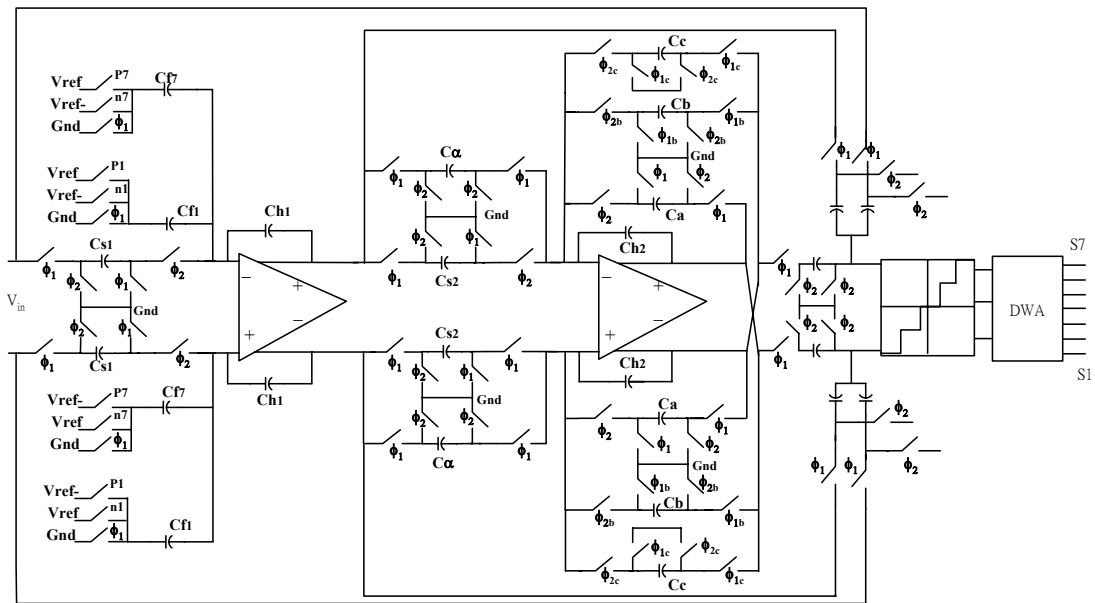 Cc
ϕ2c
ϕ1c
ϕ2c
ϕ1c
Vref
P7
Cf7
Vref-
n7
Gnd
ϕ1
Cb
ϕ2b
ϕ1b
ϕ2b
ϕ1b
Gnd
Vref
P1
Vref-
n1
Gnd
ϕ1
Cf1
Cα
ϕ1
ϕ2
ϕ2
ϕ1
Gnd
ϕ2
ϕ1
ϕ1
ϕ2
ϕ2
Ca
ϕ1
ϕ1
ϕ1
ϕ2
ϕ2
Cs1
ϕ1
ϕ2
ϕ1
ϕ2
Ch1
ϕ1
Cs2
ϕ2
Ch2
ϕ1
ϕ2
ϕ2
S7
Vin
Gnd
ϕ2
ϕ1
− +
+ −
− +
+ −
DWA
ϕ1
Cs1
ϕ2
Ch1
ϕ1
Cs2
ϕ2
ϕ2
ϕ2
Gnd
ϕ2
ϕ1
Ch2
ϕ1
ϕ2
ϕ2
S1
Vref-
P7
Cf7
Vref
n7
Gnd
ϕ1
ϕ1
Cα
ϕ1
Ca
ϕ2
ϕ1
ϕ1
ϕ2
Gnd
ϕ1b
ϕ2b
ϕ2
ϕ2
ϕ1
ϕ1
Vref-
P1
Vref
n1
Gnd
ϕ1
Cf1
Cb
ϕ2b
ϕ1b
ϕ1c
ϕ2c
ϕ2c
Cc
ϕ1c